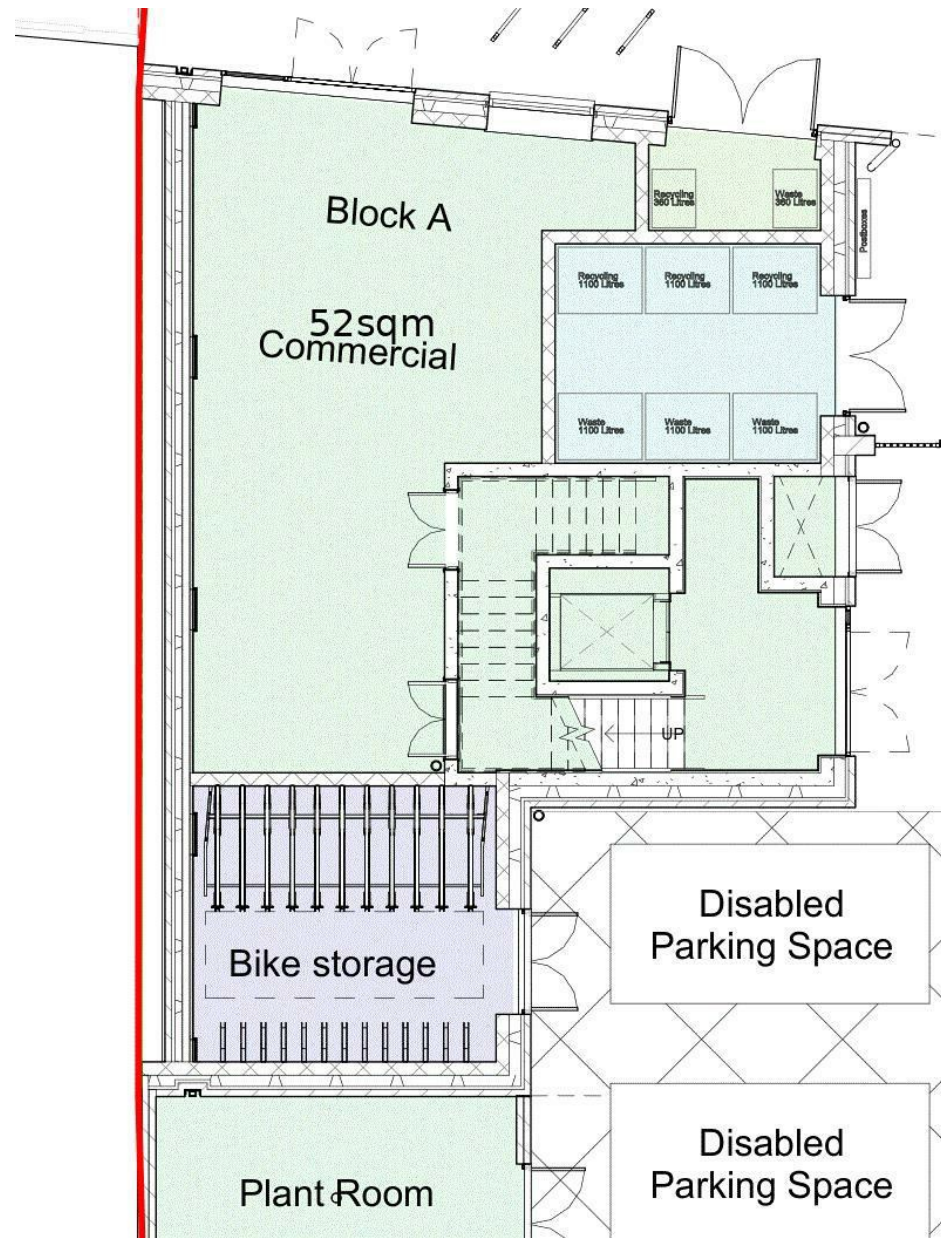 Block A
52sqm
Commercial
Recycling
360 Litres
Waste
360 Litres
Postboxes
Recycling
1100 Litres
Recycling
1100 Litres
Recycling
1100 Litres
Waste
1100 Litres
Waste
1100 Litres
Waste
1100 Litres
UP
Bike storage
Disabled
Parking Space
Plant Room
Disabled
Parking Space